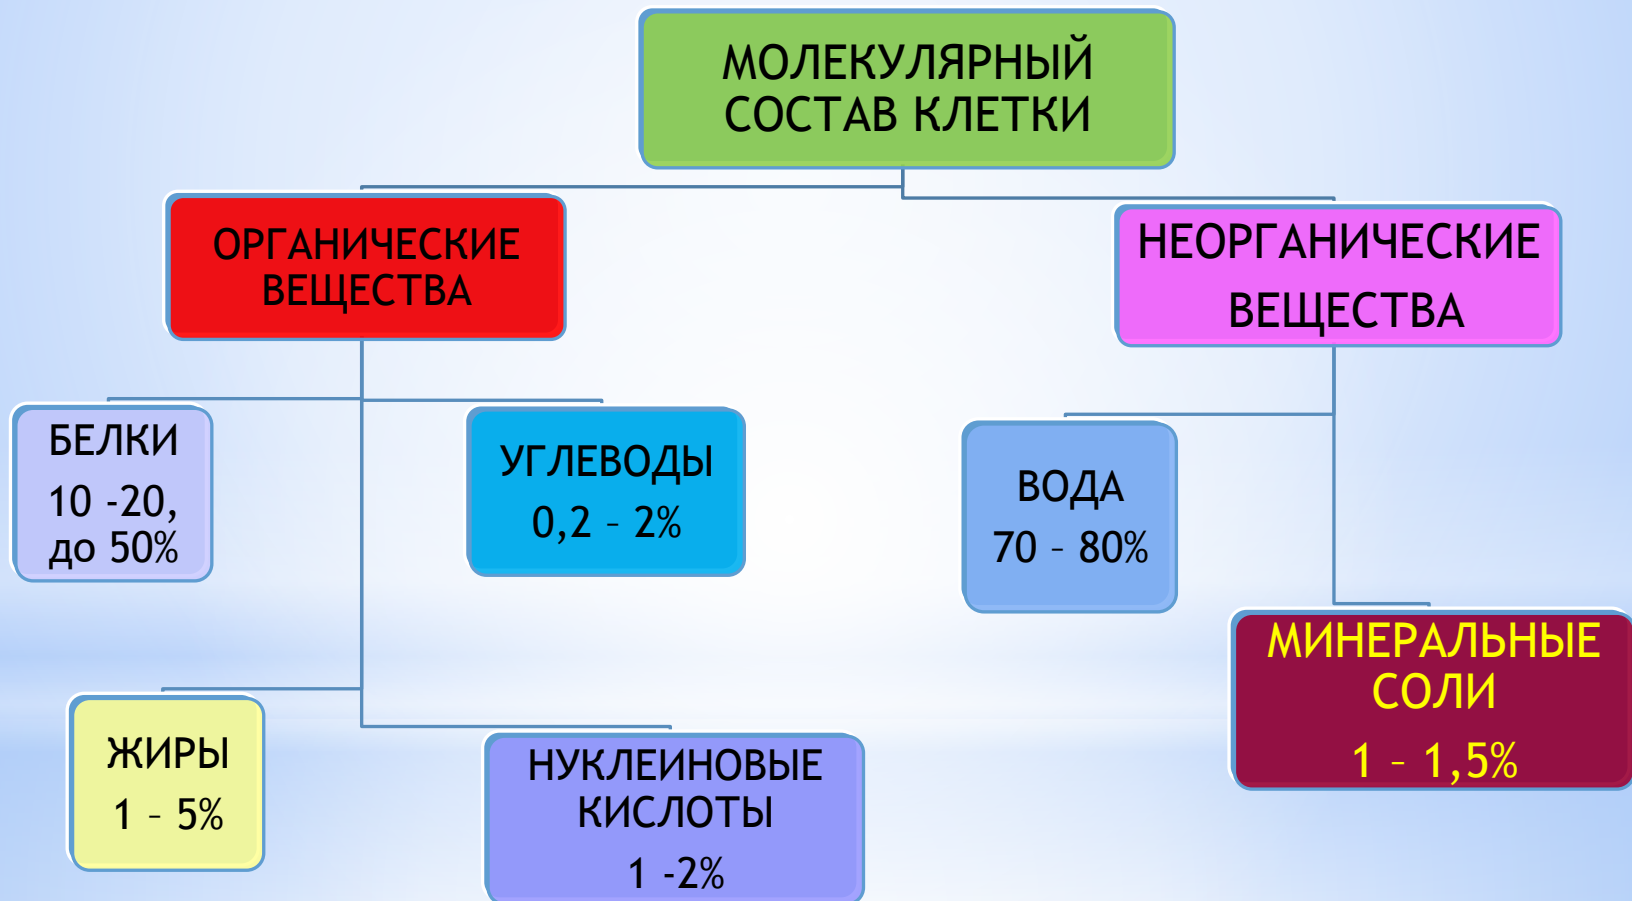 МОЛЕКУЛЯРНЫЙ
СОСТАВ КЛЕТКИ
ОРГАНИЧЕСКИЕ
ВЕЩЕСТВА
НЕОРГАНИЧЕСКИЕ
ВЕЩЕСТВА
БЕЛКИ
10 -20,
до 50%
УГЛЕВОДЫ
0,2 – 2%
ВОДА
70 – 80%
МИНЕРАЛЬНЫЕ
СОЛИ
1 – 1,5%
ЖИРЫ
1 – 5%
НУКЛЕИНОВЫЕ
КИСЛОТЫ
1 -2%